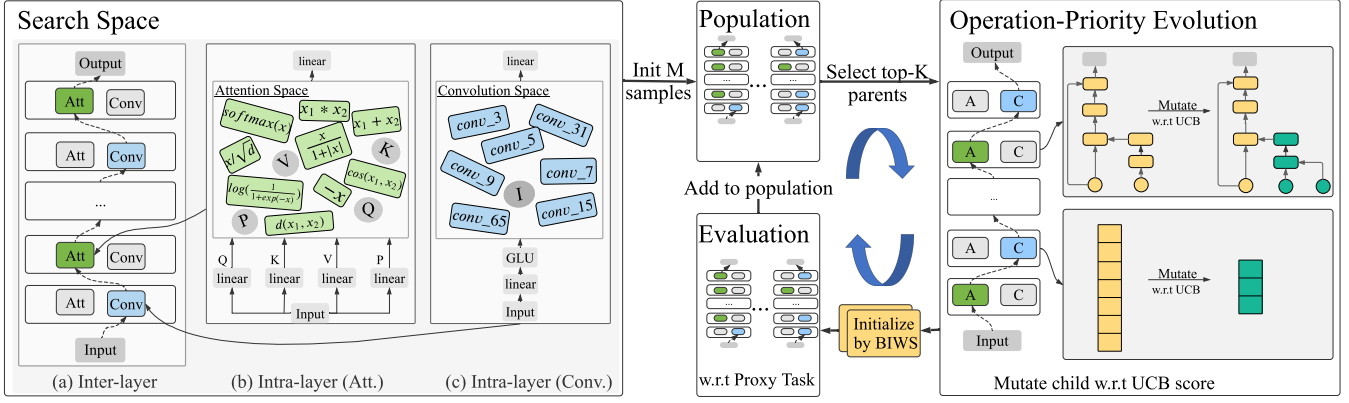 Search Space
Output
Att
Conv
Att
Conv
...
Att
Conv
Att
Conv
Input
(a) Inter-layer
linear
Attention Space
softmax(x)
x₁ * x₂
x₁ + x₂
x/√d
V
x/(1+|x|)
K
log(1/(1+exp(−x)))
−x
cos(x₁, x₂)
P
d(x₁, x₂)
Q
Q
K
V
P
linear
linear
linear
linear
Input
(b) Intra-layer (Att.)
linear
Convolution Space
conv_3
conv_31
conv_5
conv_9
conv_7
I
conv_65
conv_15
GLU
linear
Input
(c) Intra-layer (Conv.)
Init M
samples
Population
...
...
...
Select top-K
parents
Add to population
Evaluation
...
...
...
w.r.t Proxy Task
Initialize
by BIWS
Operation-Priority Evolution
Output
A
C
A
C
...
A
C
A
C
Input
Mutate
w.r.t UCB
Mutate
w.r.t UCB
Mutate child w.r.t UCB score